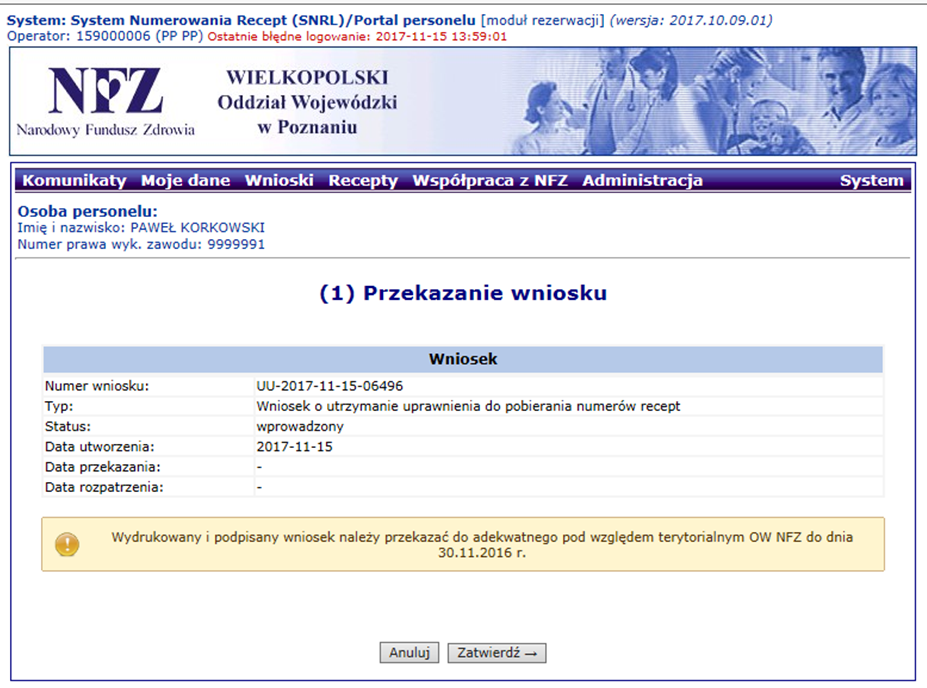 System: System Numerowania Recept (SNRL)/Portal personelu [moduł rezerwacji] (wersja: 2017.10.09.01)
Operator: 159000006 (PP PP) Ostatnie błędne logowanie: 2017-11-15 13:59:01
NFZ
Narodowy Fundusz Zdrowia
WIELKOPOLSKI
Oddział Wojewódzki
w Poznaniu
Komunikaty Moje dane Wnioski Recepty Współpraca z NFZ Administracja System
Osoba personelu:
Imię i nazwisko: PAWEŁ KORKOWSKI
Numer prawa wyk. zawodu: 9999991
(1) Przekazanie wniosku
Wniosek
Numer wniosku: UU-2017-11-15-06496
Typ: Wniosek o utrzymanie uprawnienia do pobierania numerów recept
Status: wprowadzony
Data utworzenia: 2017-11-15
Data przekazania: -
Data rozpatrzenia: -
Wydrukowany i podpisany wniosek należy przekazać do adekwatnego pod względem terytorialnym OW NFZ do dnia
30.11.2016 r.
Anuluj Zatwierdź →